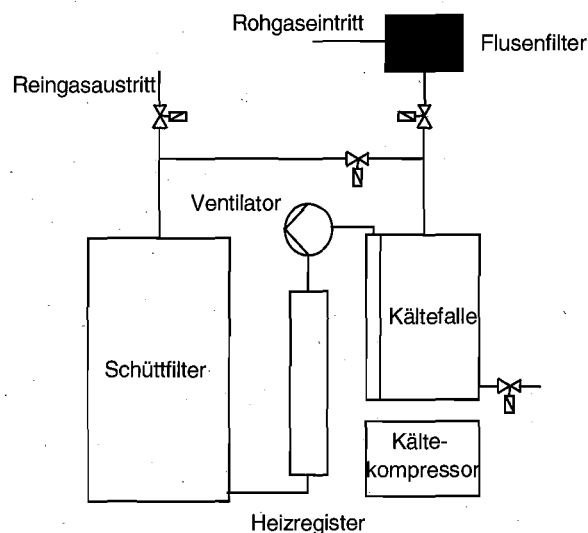 Rohgaseintritt
Flusenfilter
Reingasaustritt
Ventilator
Kältefalle
Schüttfilter
Kälte-
kompressor
Heizregister